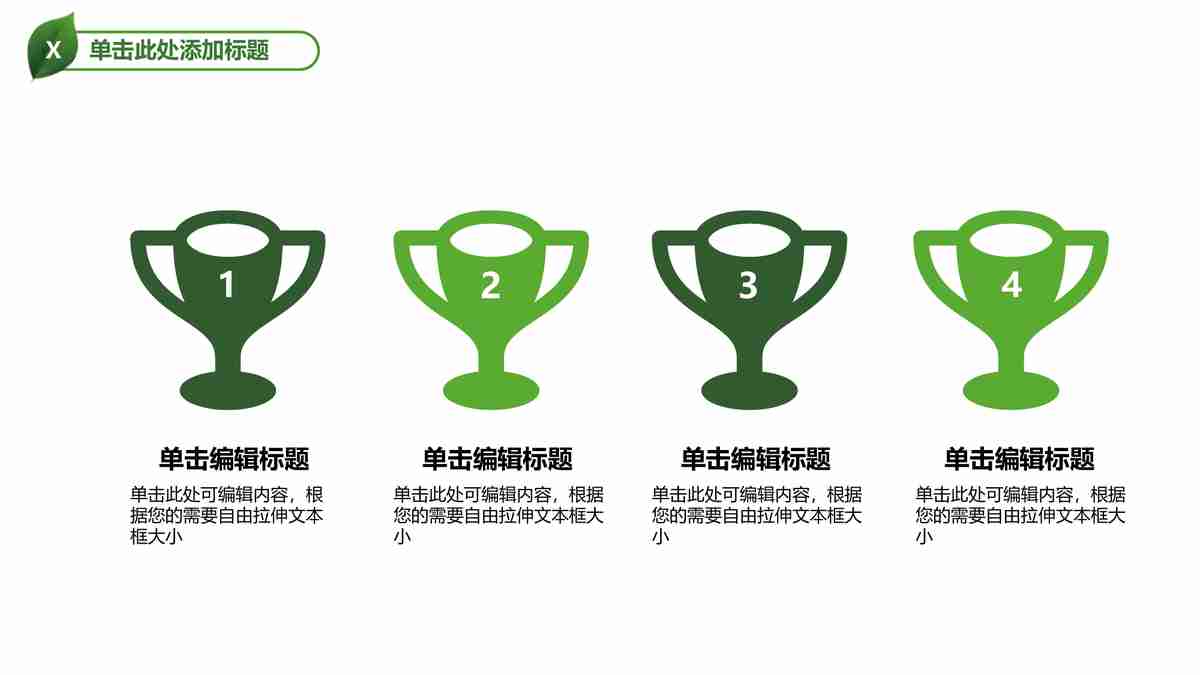 X
单击此处添加标题
1
2
3
4
单击编辑标题
单击此处可编辑内容，根
据您的需要自由拉伸文本
框大小
单击编辑标题
单击此处可编辑内容，根据
您的需要自由拉伸文本框大
小
单击编辑标题
单击此处可编辑内容，根据
您的需要自由拉伸文本框大
小
单击编辑标题
单击此处可编辑内容，根据
您的需要自由拉伸文本框大
小